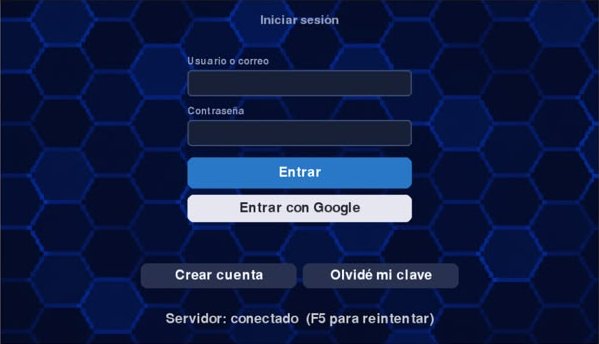 Iniciar sesión
Usuario o correo
Contraseña
Entrar
Entrar con Google
Crear cuenta
Olvidé mi clave
Servidor: conectado (F5 para reintentar)